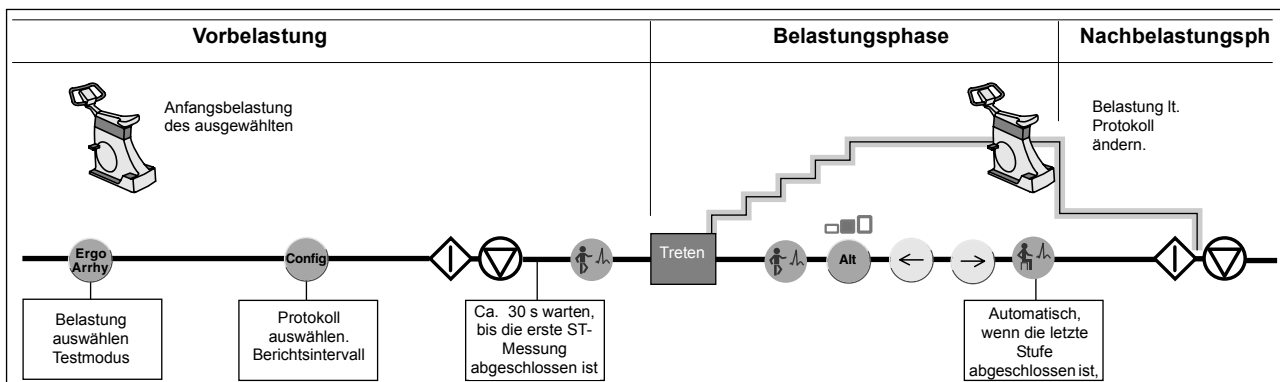 Vorbelastung
Belastungsphase
Nachbelastungsph
Anfangsbelastung
des ausgewählten
Belastung lt.
Protokoll
ändern.
Ergo
Arrhy
Config
Treten
Alt
Belastung
auswählen
Testmodus
Protokoll
auswählen.
Berichtsintervall
Ca. 30 s warten,
bis die erste ST-
Messung
abgeschlossen ist
Automatisch,
wenn die letzte
Stufe
abgeschlossen ist,